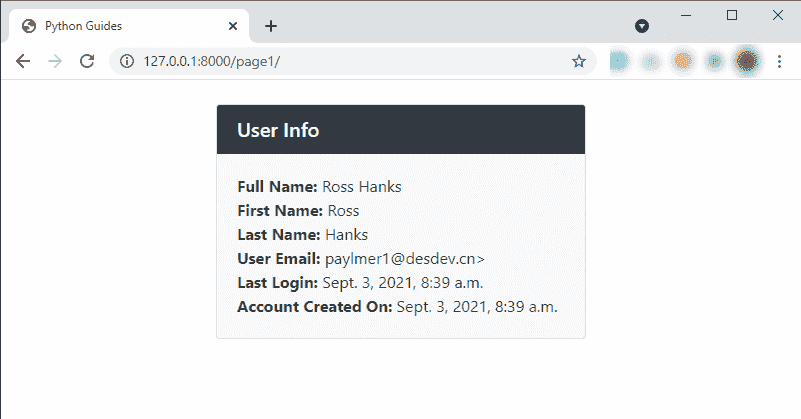 Python Guides
127.0.0.1:8000/page1/
User Info
Full Name: Ross Hanks
First Name: Ross
Last Name: Hanks
User Email: paylmer1@desdev.cn>
Last Login: Sept. 3, 2021, 8:39 a.m.
Account Created On: Sept. 3, 2021, 8:39 a.m.